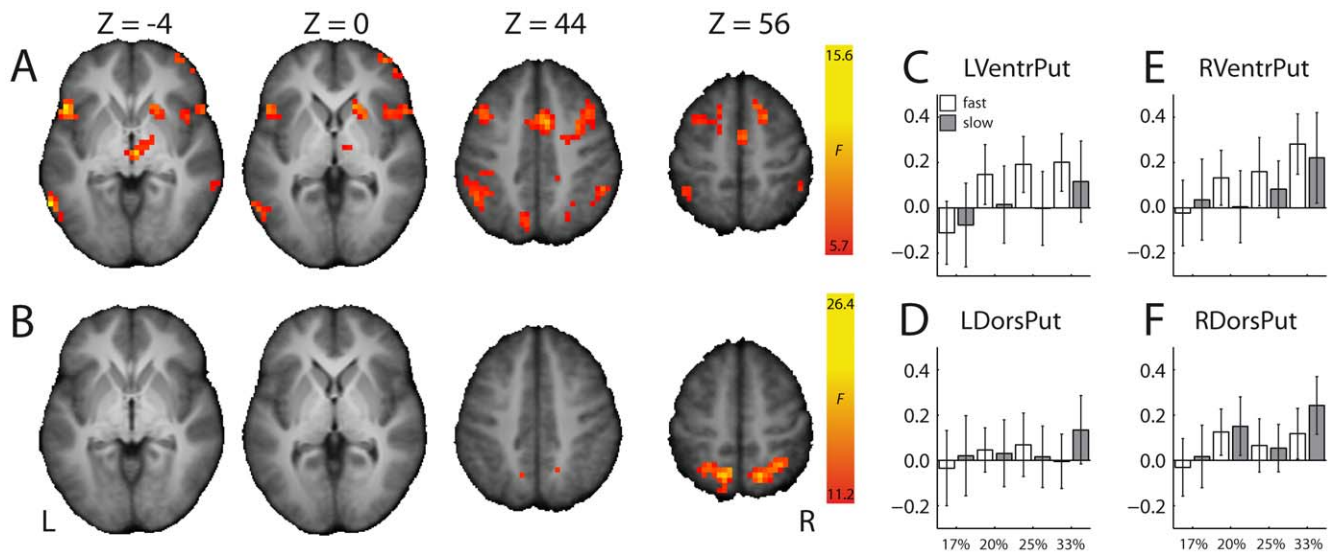 Z = -4
Z = 0
Z = 44
Z = 56
A
15.6
F
5.7
B
26.4
F
11.2
L
R
C
LVentrPut
fast
slow
0.4
0.2
0.0
−0.2
E
RVentrPut
0.4
0.2
0.0
−0.2
D
LDorsPut
0.4
0.2
0.0
−0.2
17% 20% 25% 33%
F
RDorsPut
0.4
0.2
0.0
−0.2
17% 20% 25% 33%